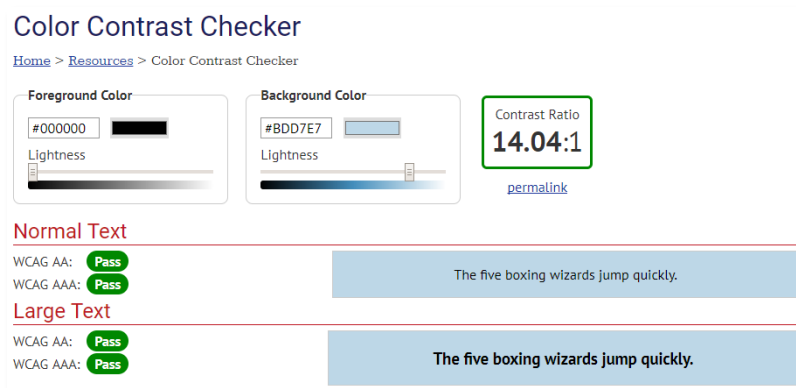 Color Contrast Checker
Home > Resources > Color Contrast Checker
Foreground Color
#000000
Lightness
Background Color
#BDD7E7
Lightness
Contrast Ratio
14.04:1
permalink
Normal Text
WCAG AA: Pass
WCAG AAA: Pass
The five boxing wizards jump quickly.
Large Text
WCAG AA: Pass
WCAG AAA: Pass
The five boxing wizards jump quickly.